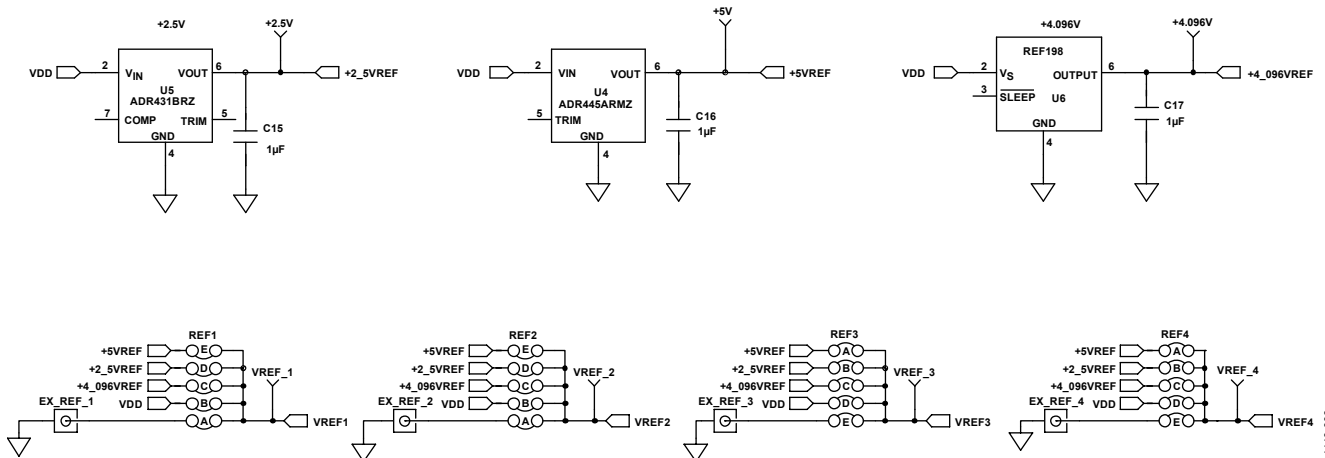 +2.5V
+2.5V
VDD
2
VIN
VOUT
6
+2_5VREF
U5
ADR431BRZ
7
COMP
TRIM
5
GND
4
C15
1µF
+5V
VDD
2
VIN
VOUT
6
+5VREF
U4
ADR445ARMZ
5
TRIM
GND
4
C16
1µF
+4.096V
+4.096V
REF198
VDD
2
VS
OUTPUT
6
+4_096VREF
3
SLEEP
U6
GND
4
C17
1µF
REF1
+5VREF
E
+2_5VREF
D
+4_096VREF
C
VREF_1
EX_REF_1
VDD
B
A
VREF1
REF2
+5VREF
E
+2_5VREF
D
+4_096VREF
C
VREF_2
EX_REF_2
VDD
B
A
VREF2
REF3
+5VREF
A
+2_5VREF
B
+4_096VREF
C
VREF_3
EX_REF_3
VDD
D
E
VREF3
REF4
+5VREF
A
+2_5VREF
B
+4_096VREF
C
VREF_4
EX_REF_4
VDD
D
E
VREF4